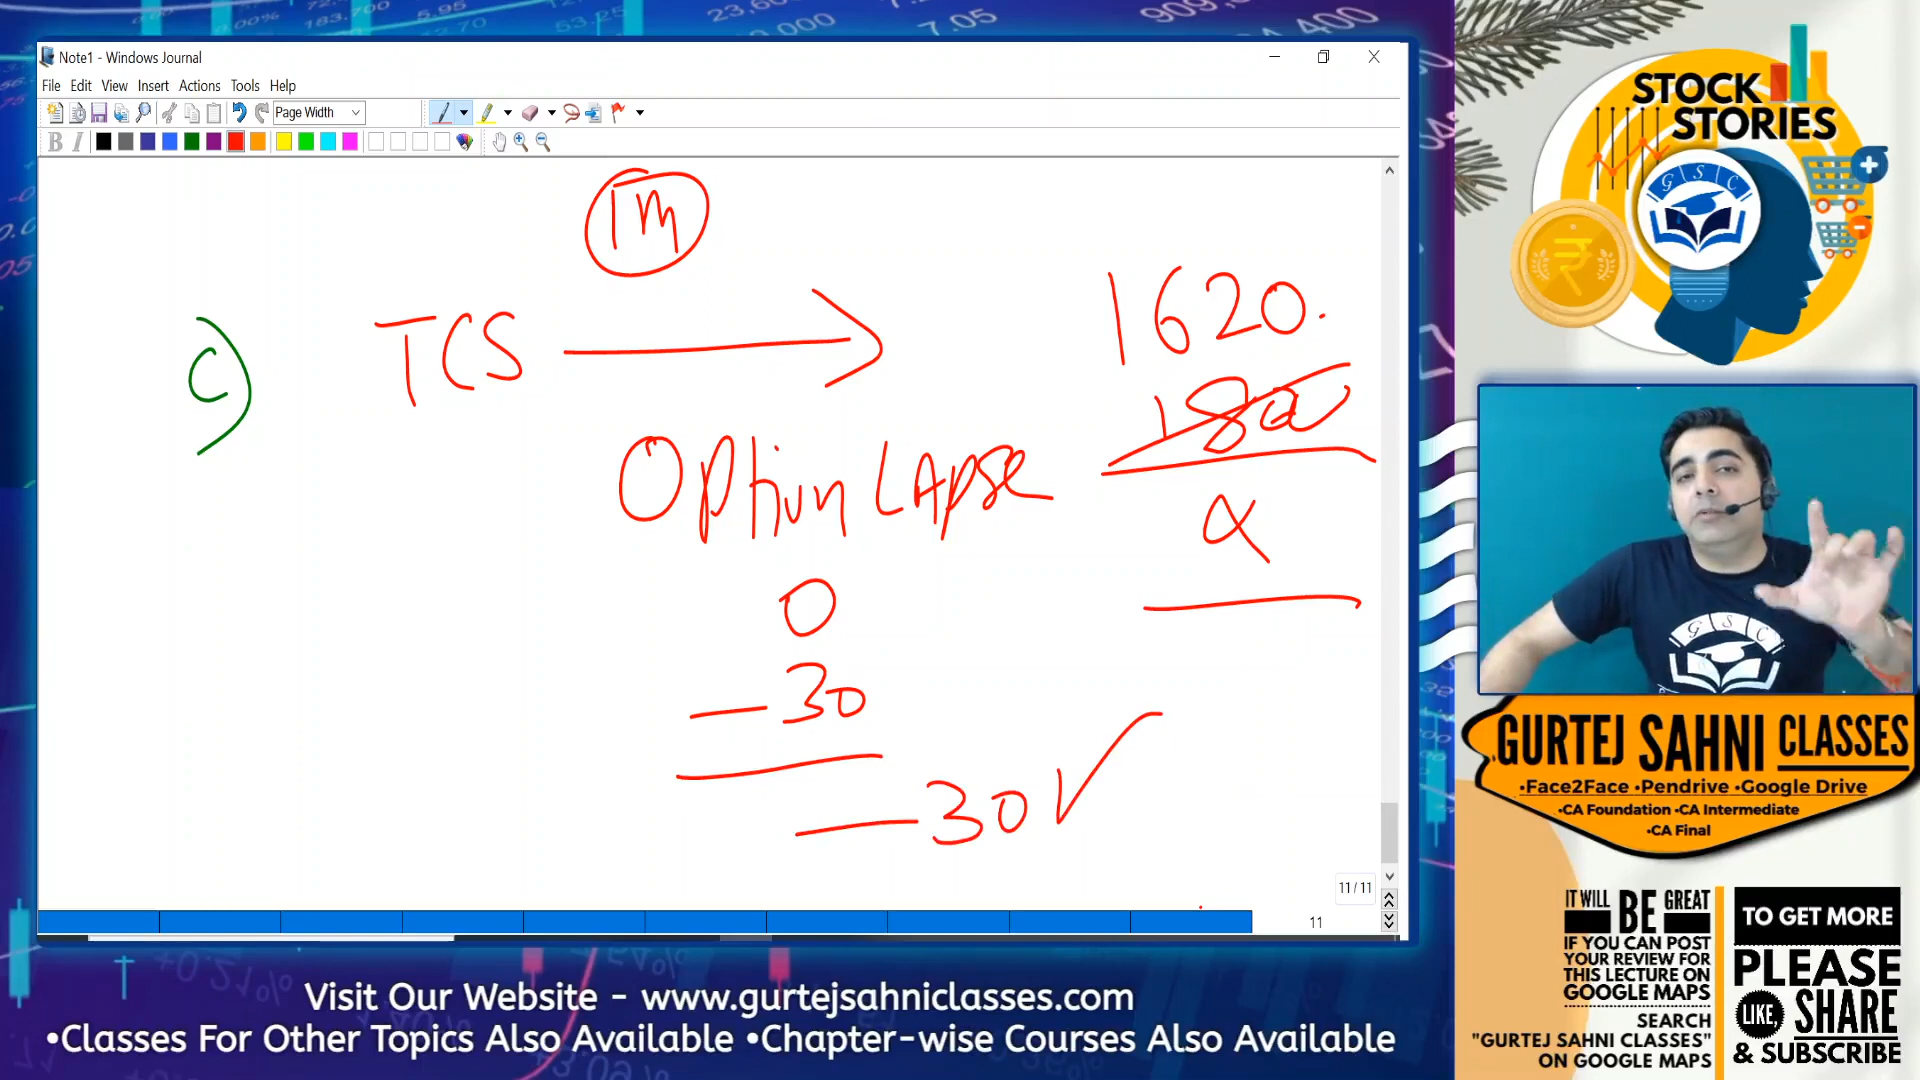 Note1 - Windows Journal
File Edit View Insert Actions Tools Help
Page Width
B I
1m
C)
TCS
1620.
Option Lapse
0
— 30
— 30
11 / 11
11
STOCK
STORIES
G S C
G S C
GURTEJ SAHNI CLASSES
•Face2Face •Pendrive •Google Drive
•CA Foundation •CA Intermediate
•CA Final
IT WILL BE GREAT
IF YOU CAN POST
YOUR REVIEW FOR
THIS LECTURE ON
GOOGLE MAPS
SEARCH
"GURTEJ SAHNI CLASSES"
ON GOOGLE MAPS
TO GET MORE
PLEASE
LIKE, SHARE
& SUBSCRIBE
Visit Our Website - www.gurtejsahniclasses.com
•Classes For Other Topics Also Available •Chapter-wise Courses Also Available